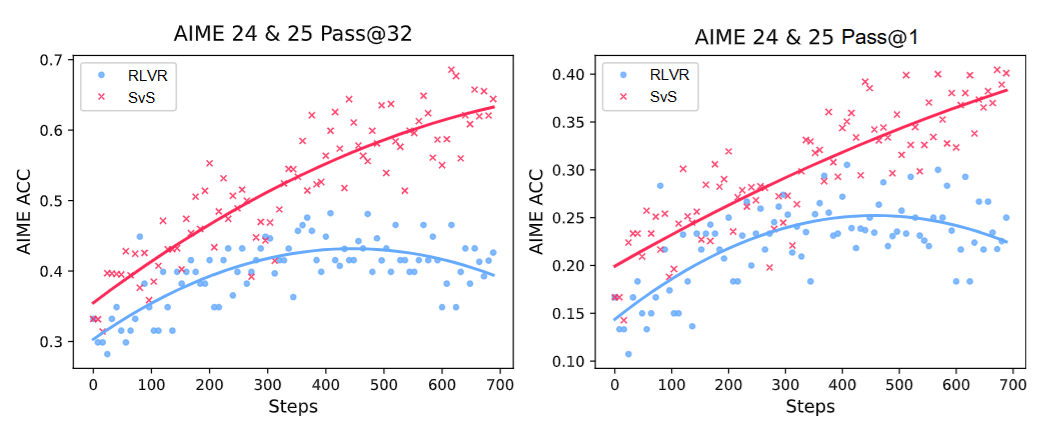 AIME 24 & 25 Pass@32
0.7
0.6
0.5
0.4
0.3
AIME ACC
RLVR
SvS
0 100 200 300 400 500 600 700
Steps
AIME 24 & 25 Pass@1
0.40
0.35
0.30
0.25
0.20
0.15
0.10
AIME ACC
RLVR
SvS
0 100 200 300 400 500 600 700
Steps